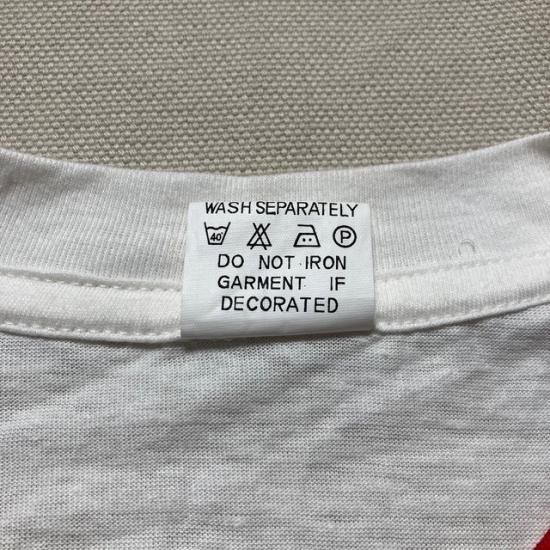 WASH SEPARATELY
40° P
DO NOT IRON
GARMENT IF
DECORATED